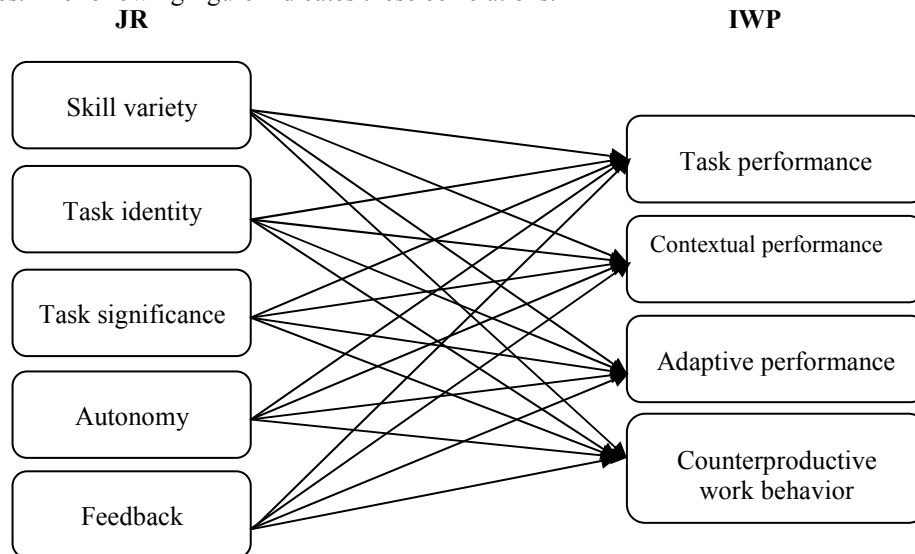 JR
IWP
Skill variety
Task identity
Task significance
Autonomy
Feedback
Task performance
Contextual performance
Adaptive performance
Counterproductive
work behavior